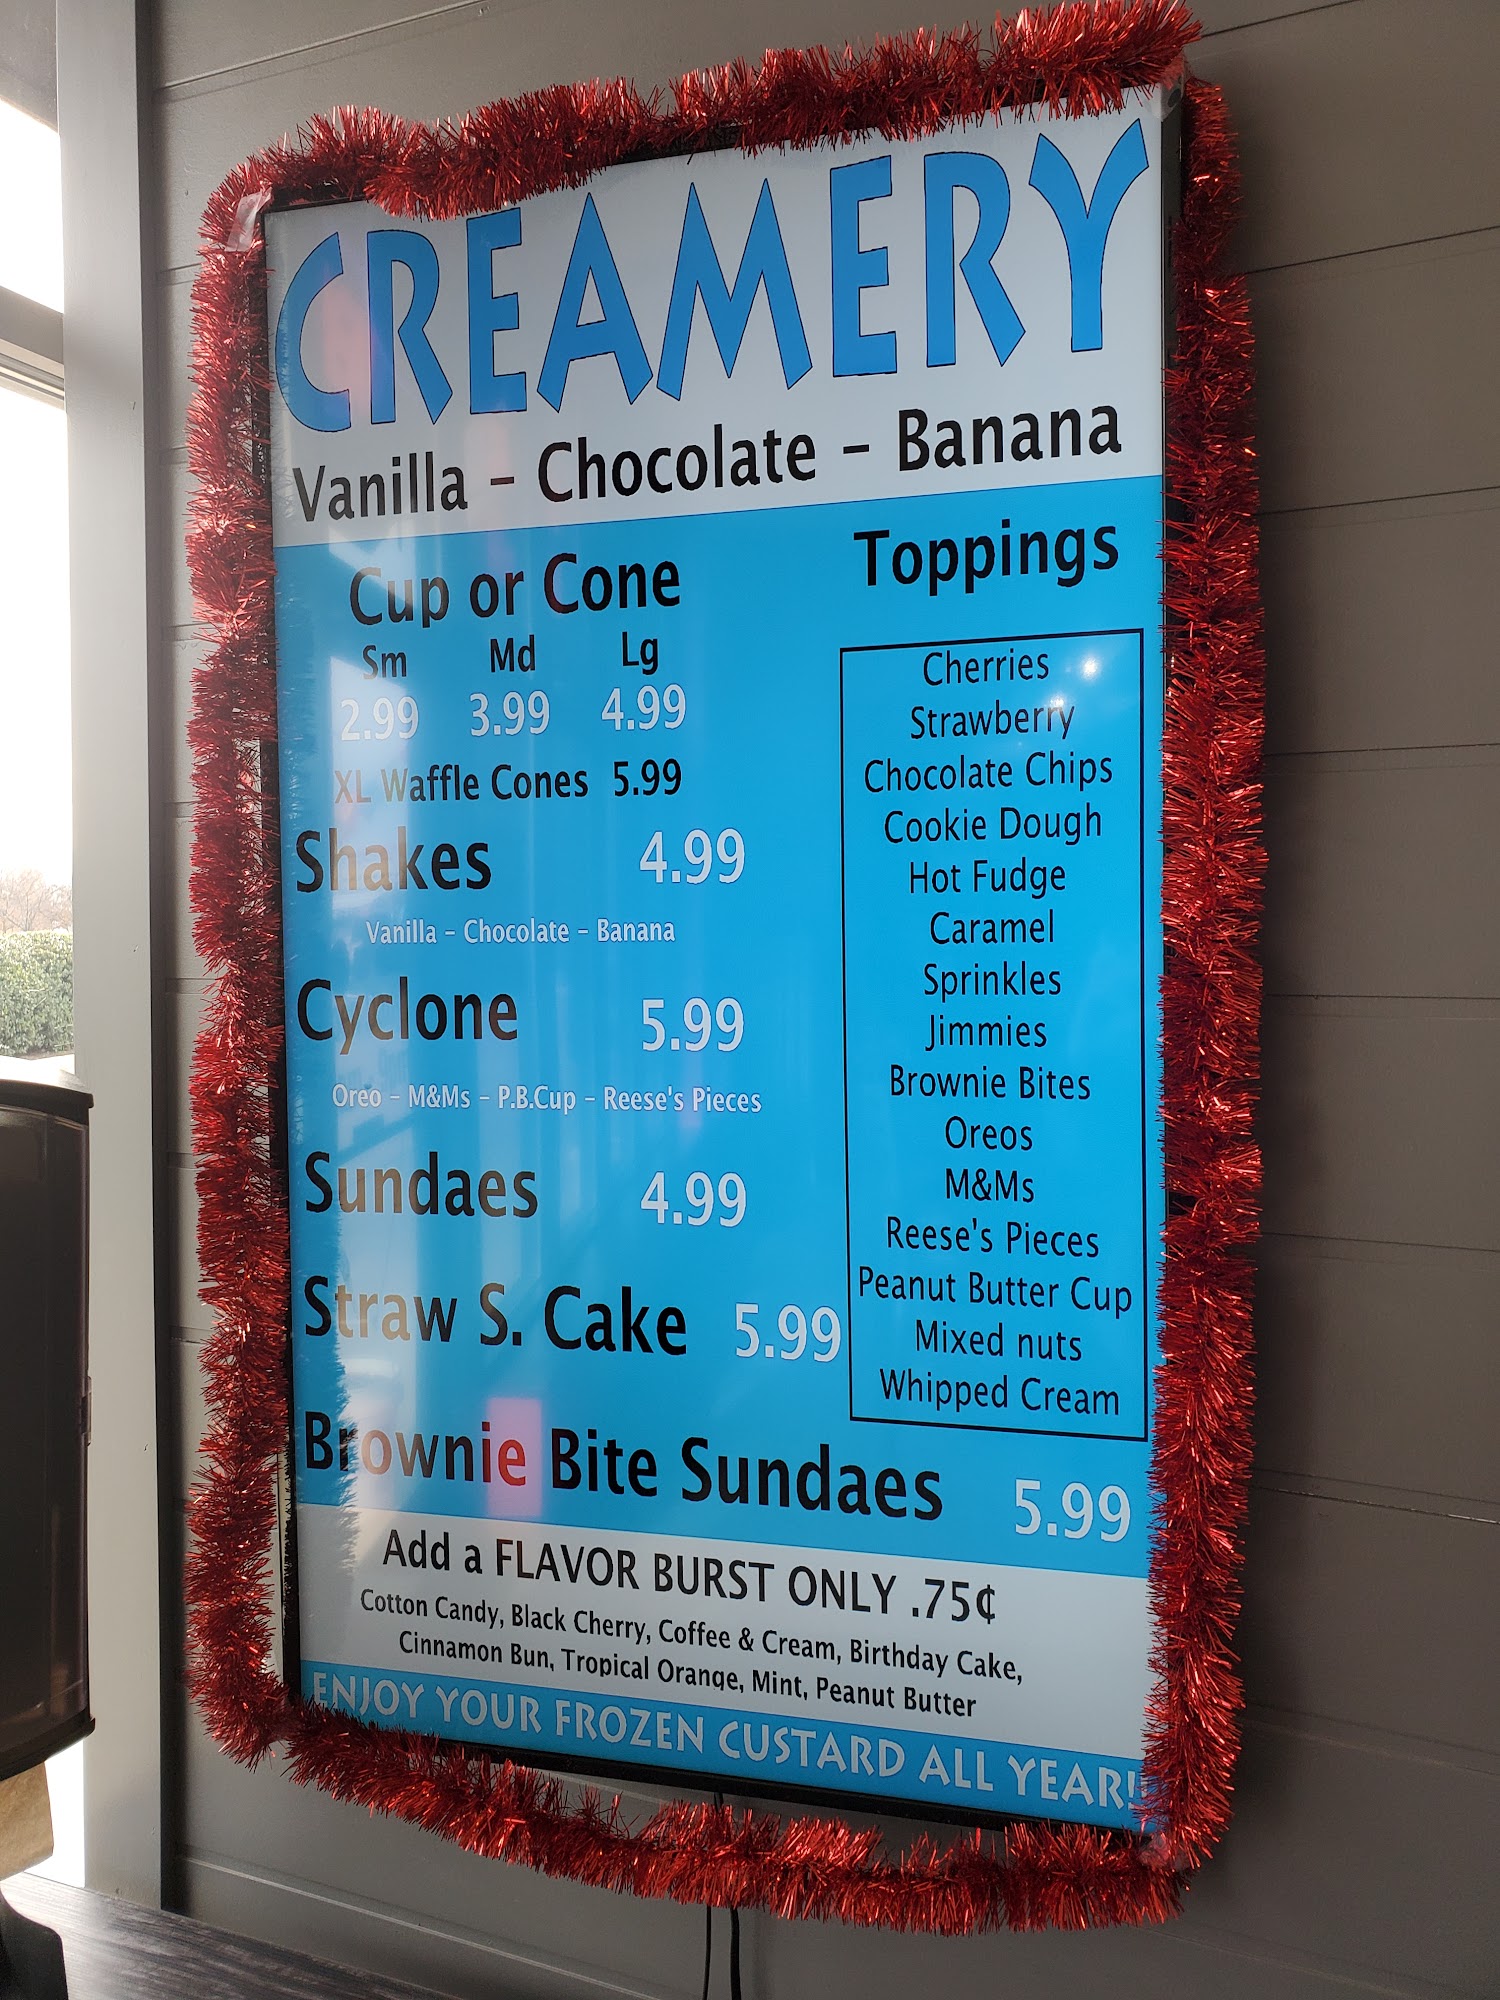 CREAMERY
Vanilla - Chocolate - Banana
Cup or Cone
Sm Md Lg
2.99 3.99 4.99
XL Waffle Cones 5.99
Shakes 4.99
Vanilla - Chocolate - Banana
Cyclone 5.99
Oreo - M&Ms - P.B.Cup - Reese's Pieces
Sundaes 4.99
Straw S. Cake 5.99
Brownie Bite Sundaes 5.99
Toppings
Cherries
Strawberry
Chocolate Chips
Cookie Dough
Hot Fudge
Caramel
Sprinkles
Jimmies
Brownie Bites
Oreos
M&Ms
Reese's Pieces
Peanut Butter Cup
Mixed nuts
Whipped Cream
Add a FLAVOR BURST ONLY .75¢
Cotton Candy, Black Cherry, Coffee & Cream, Birthday Cake,
Cinnamon Bun, Tropical Orange, Mint, Peanut Butter
ENJOY YOUR FROZEN CUSTARD ALL YEAR!!